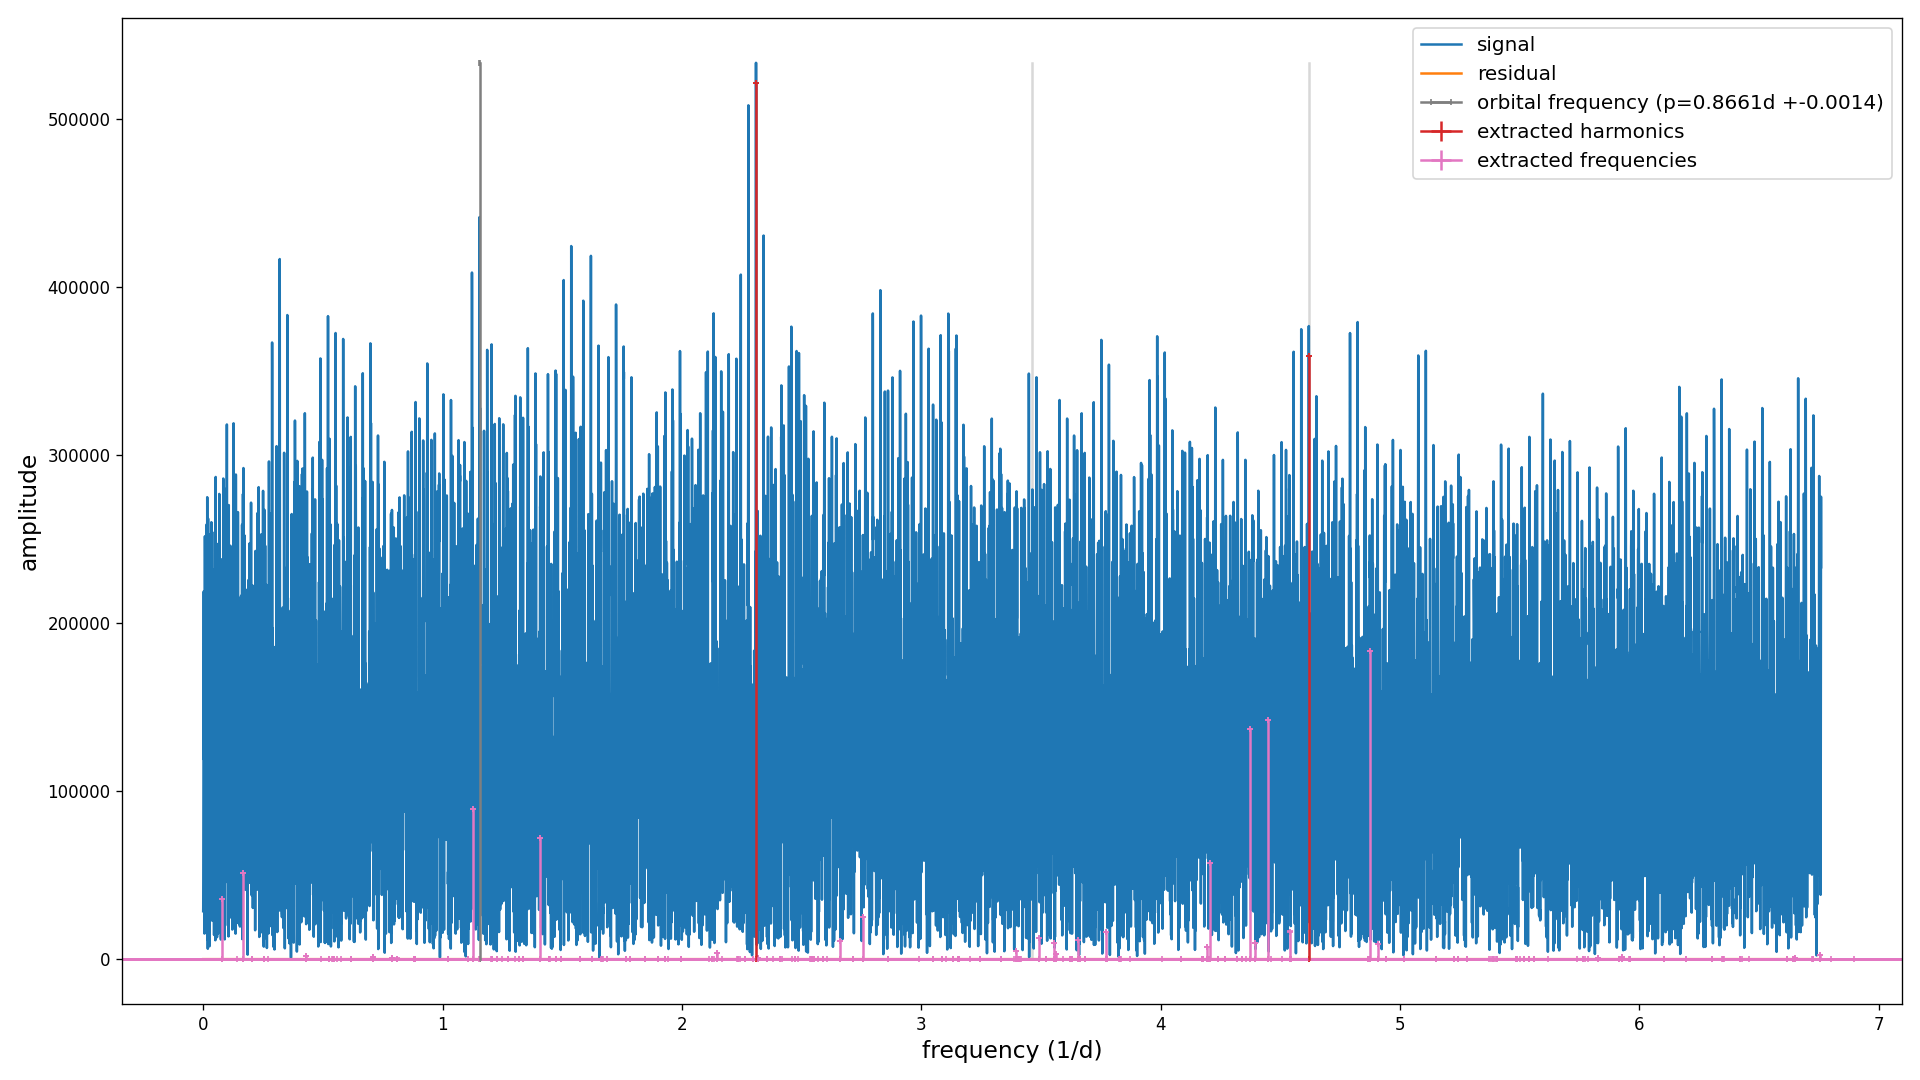 signal
residual
orbital frequency (p=0.8661d +-0.0014)
extracted harmonics
extracted frequencies
amplitude
500000
400000
300000
200000
100000
0
0 1 2 3 4 5 6 7
frequency (1/d)